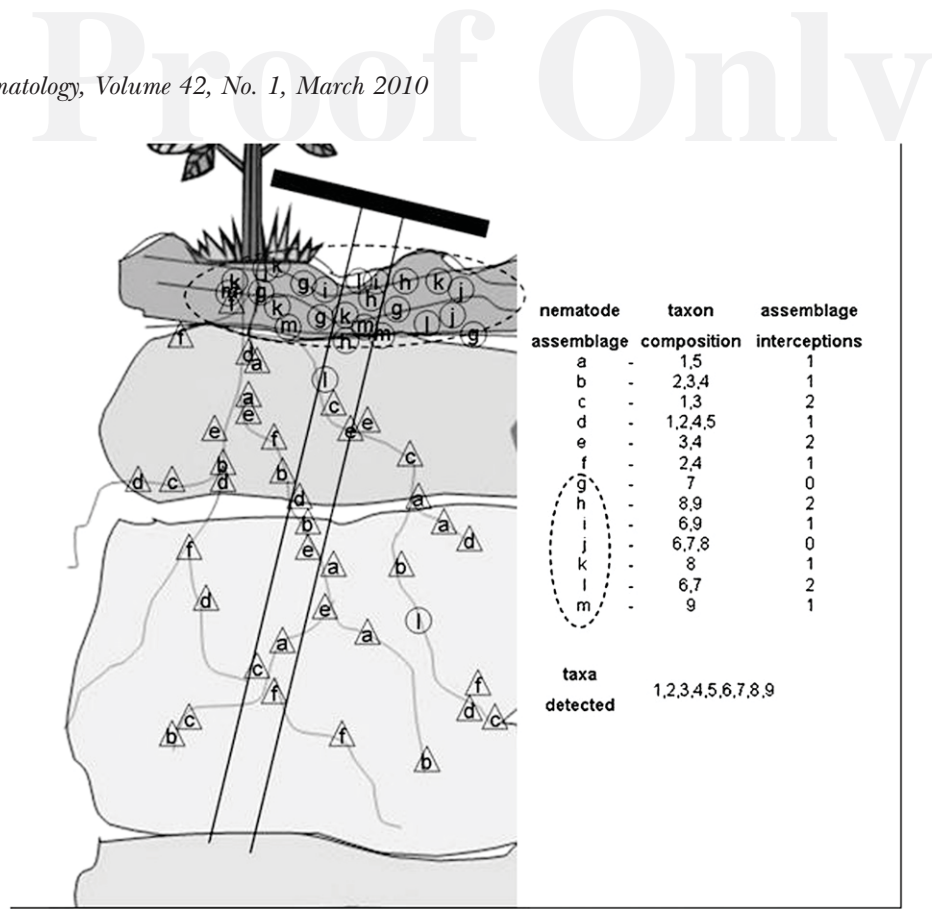 Proof Only
matology, Volume 42, No. 1, March 2010
nematode taxon assemblage
assemblage composition interceptions
a - 1,5 1
b - 2,3,4 1
c - 1,3 2
d - 1,2,4,5 1
e - 3,4 2
f - 2,4 1
g - 7 0
h - 8,9 2
i - 6,9 1
j - 6,7,8 0
k - 8 1
l - 6,7 2
m - 9 1
taxa
detected 1,2,3,4,5,6,7,8,9